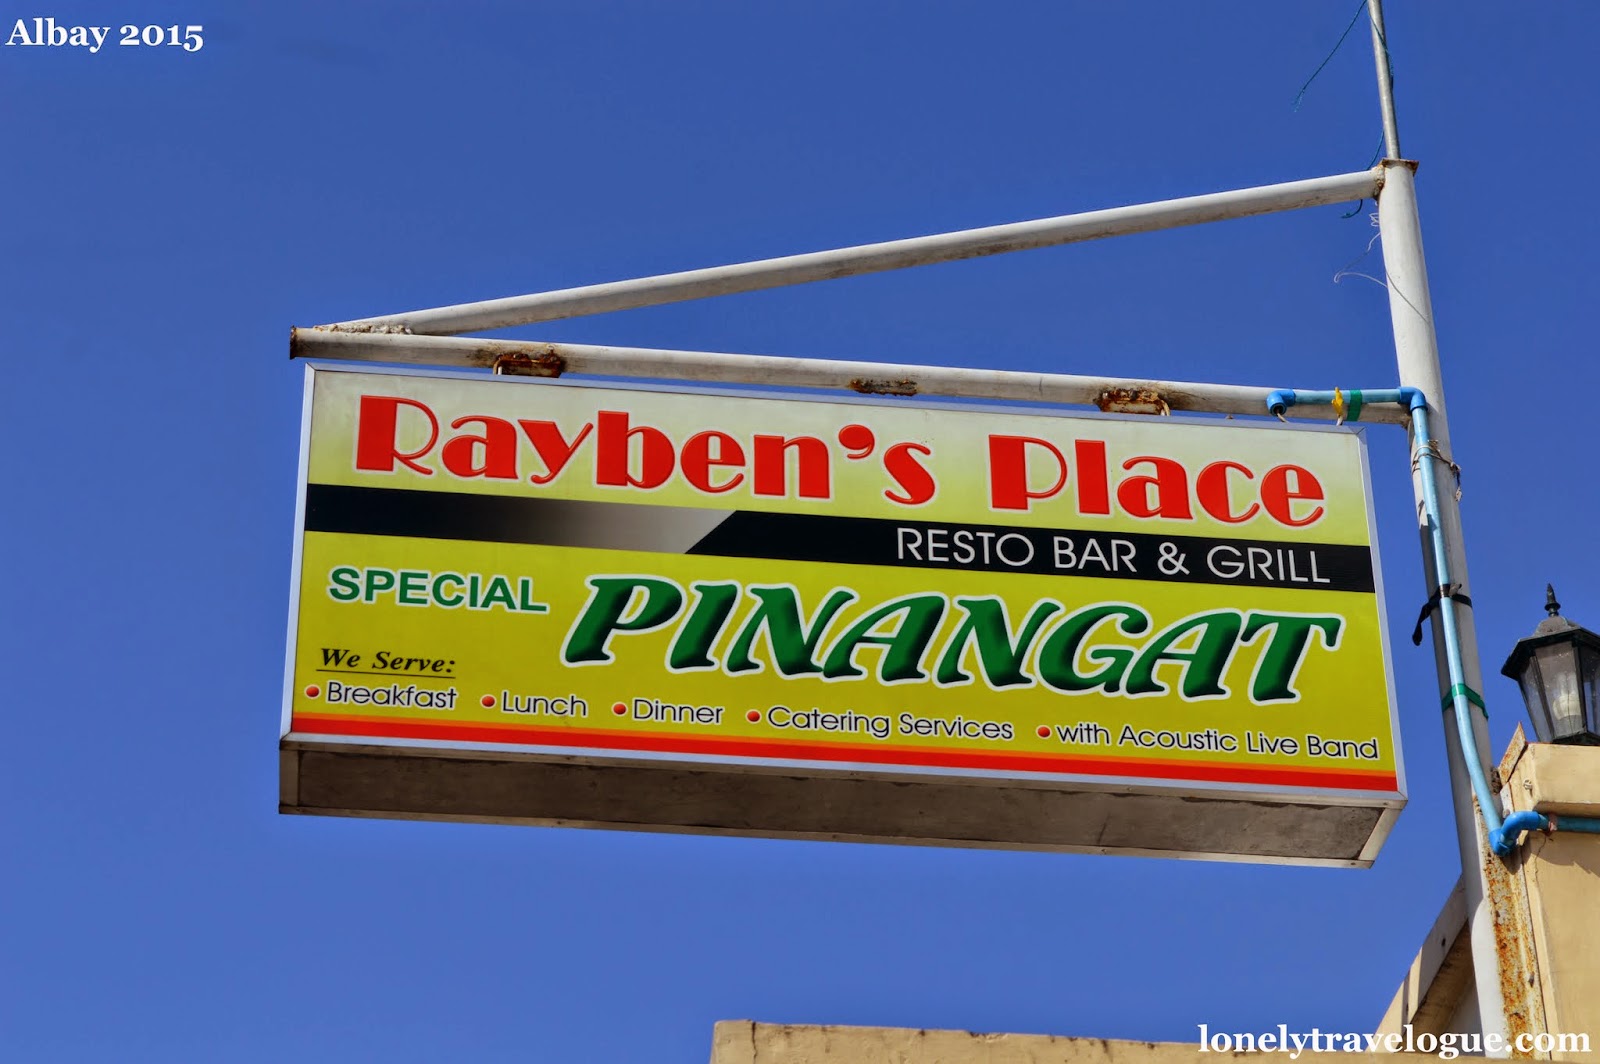 Albay 2015
Rayben's Place
RESTO BAR & GRILL
SPECIAL PINANGAT
We Serve:
• Breakfast • Lunch • Dinner • Catering Services • with Acoustic Live Band
lonelytravelogue.com